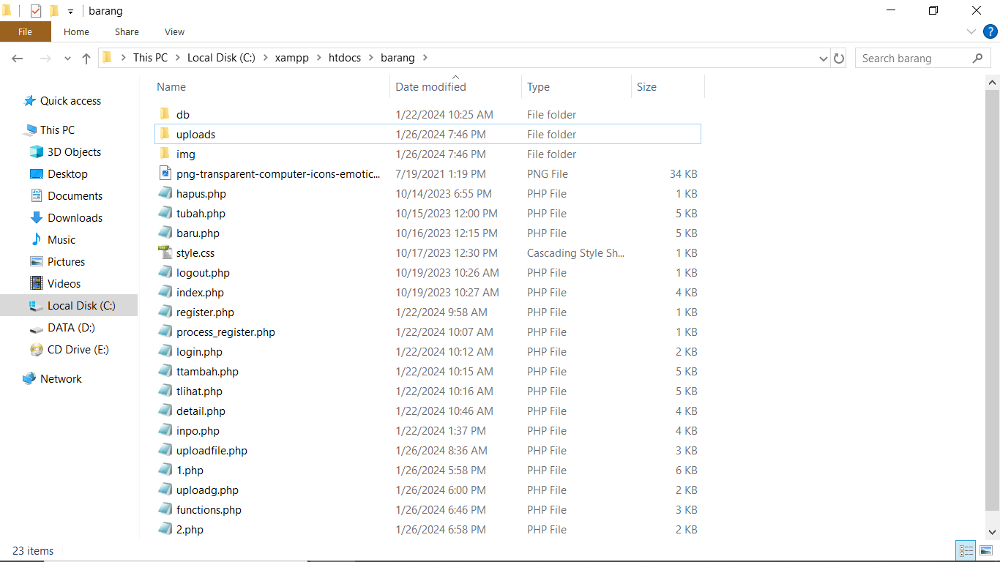 barang
File Home Share View
This PC Local Disk (C:) xampp htdocs barang
Search barang
Name Date modified Type Size
Quick access
This PC
3D Objects
Desktop
Documents
Downloads
Music
Pictures
Videos
Local Disk (C:)
DATA (D:)
CD Drive (E:)
Network
db 1/22/2024 10:25 AM File folder
uploads 1/26/2024 7:46 PM File folder
img 1/26/2024 7:46 PM File folder
png-transparent-computer-icons-emotic... 7/19/2021 1:19 PM PNG File 34 KB
hapus.php 10/14/2023 6:55 PM PHP File 1 KB
tubah.php 10/15/2023 12:00 PM PHP File 5 KB
baru.php 10/16/2023 12:15 PM PHP File 5 KB
style.css 10/17/2023 12:30 PM Cascading Style Sh... 1 KB
logout.php 10/19/2023 10:26 AM PHP File 1 KB
index.php 10/19/2023 10:27 AM PHP File 4 KB
register.php 1/22/2024 9:58 AM PHP File 1 KB
process_register.php 1/22/2024 10:07 AM PHP File 1 KB
login.php 1/22/2024 10:12 AM PHP File 2 KB
ttambah.php 1/22/2024 10:15 AM PHP File 5 KB
tlihat.php 1/22/2024 10:16 AM PHP File 5 KB
detail.php 1/22/2024 10:46 AM PHP File 4 KB
inpo.php 1/22/2024 1:37 PM PHP File 4 KB
uploadfile.php 1/26/2024 8:36 AM PHP File 3 KB
1.php 1/26/2024 5:58 PM PHP File 6 KB
uploadg.php 1/26/2024 6:00 PM PHP File 2 KB
functions.php 1/26/2024 6:46 PM PHP File 3 KB
2.php 1/26/2024 6:58 PM PHP File 2 KB
23 items